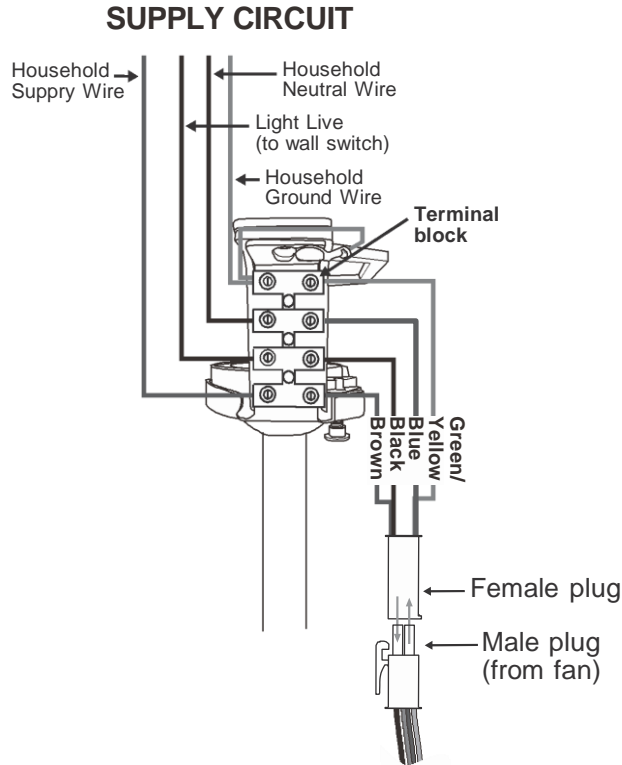 SUPPLY CIRCUIT
Household
Suppry Wire
Household
Neutral Wire
Light Live
(to wall switch)
Household
Ground Wire
Terminal
block
Brown
Black
Blue
Green/
Yellow
Female plug
Male plug
(from fan)